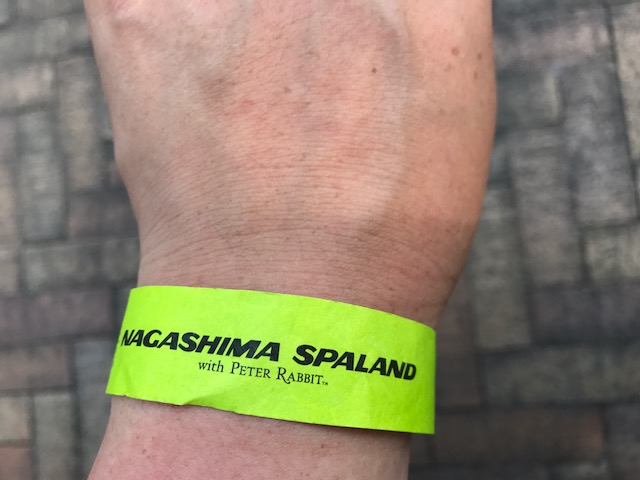 NAGASHIMA SPALAND
with PETER RABBIT™